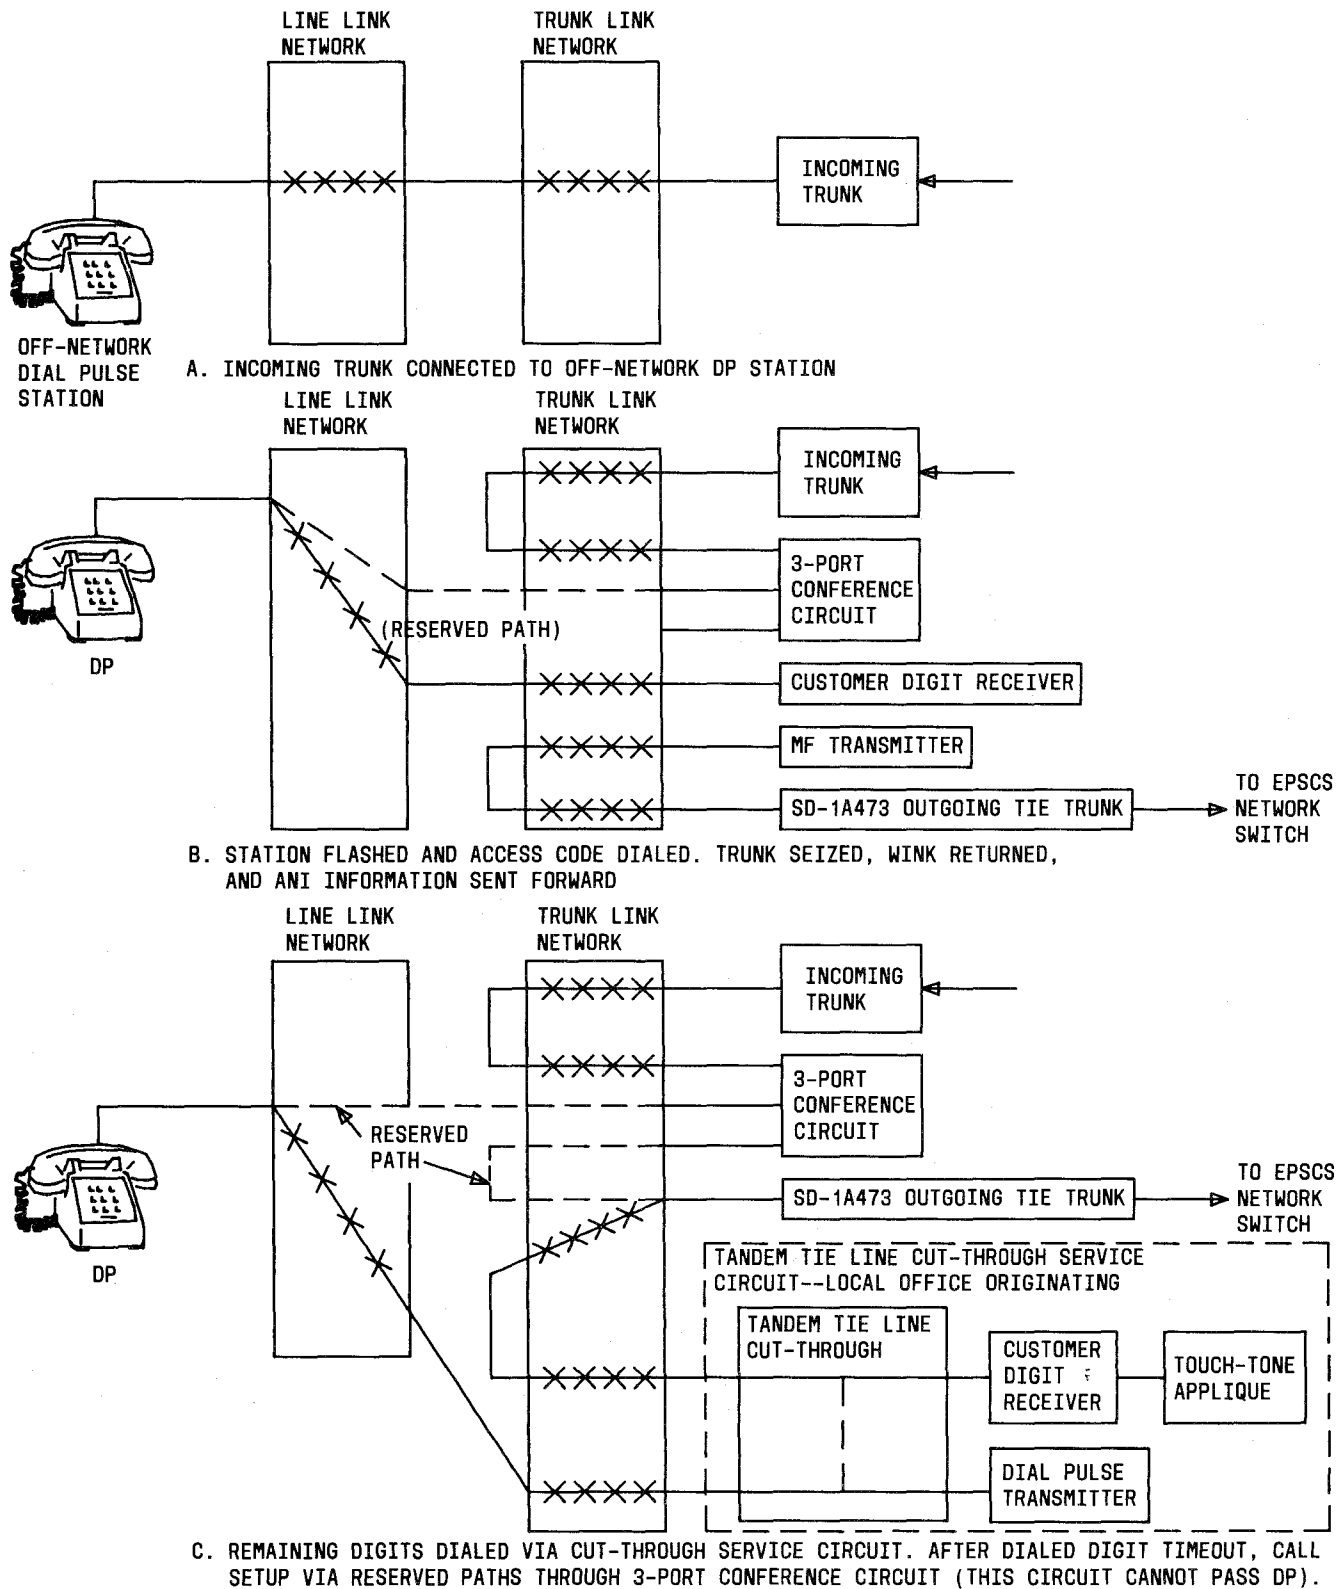 LINE LINK
NETWORK
TRUNK LINK
NETWORK
INCOMING
TRUNK
OFF-NETWORK
DIAL PULSE
STATION
A. INCOMING TRUNK CONNECTED TO OFF-NETWORK DP STATION
LINE LINK
NETWORK
TRUNK LINK
NETWORK
INCOMING
TRUNK
3-PORT
CONFERENCE
CIRCUIT
(RESERVED PATH)
DP
CUSTOMER DIGIT RECEIVER
MF TRANSMITTER
SD-1A473 OUTGOING TIE TRUNK
TO EPSCS
NETWORK
SWITCH
B. STATION FLASHED AND ACCESS CODE DIALED. TRUNK SEIZED, WINK RETURNED,
AND ANI INFORMATION SENT FORWARD
LINE LINK
NETWORK
TRUNK LINK
NETWORK
INCOMING
TRUNK
3-PORT
CONFERENCE
CIRCUIT
RESERVED
PATH
DP
SD-1A473 OUTGOING TIE TRUNK
TO EPSCS
NETWORK
SWITCH
TANDEM TIE LINE CUT-THROUGH SERVICE
CIRCUIT--LOCAL OFFICE ORIGINATING
TANDEM TIE LINE
CUT-THROUGH
CUSTOMER
DIGIT
RECEIVER
TOUCH-TONE
APPLIQUE
DIAL PULSE
TRANSMITTER
C. REMAINING DIGITS DIALED VIA CUT-THROUGH SERVICE CIRCUIT. AFTER DIALED DIGIT TIMEOUT, CALL
SETUP VIA RESERVED PATHS THROUGH 3-PORT CONFERENCE CIRCUIT (THIS CIRCUIT CANNOT PASS DP).